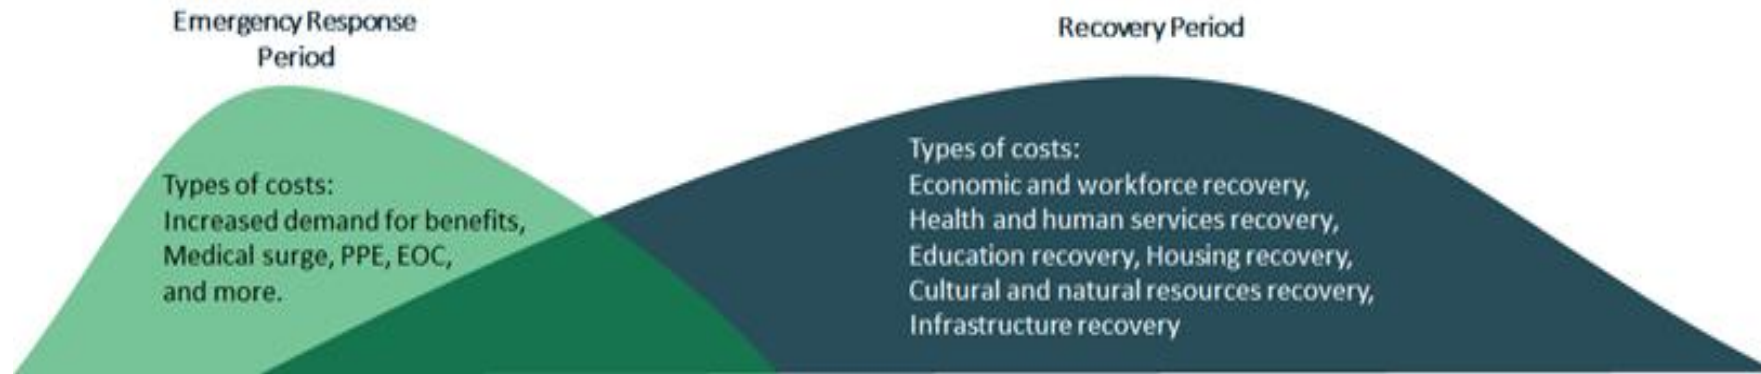 Emergency Response
Period
Recovery Period
Types of costs:
Increased demand for benefits,
Medical surge, PPE, EOC,
and more.
Types of costs:
Economic and workforce recovery,
Health and human services recovery,
Education recovery, Housing recovery,
Cultural and natural resources recovery,
Infrastructure recovery